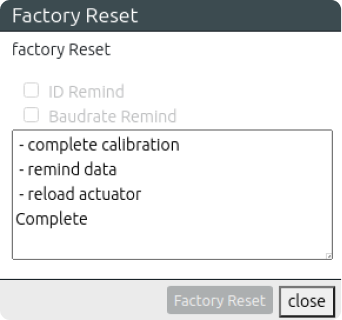 Factory Reset
factory Reset
ID Remind
Baudrate Remind
- complete calibration
- remind data
- reload actuator
Complete
Factory Reset close